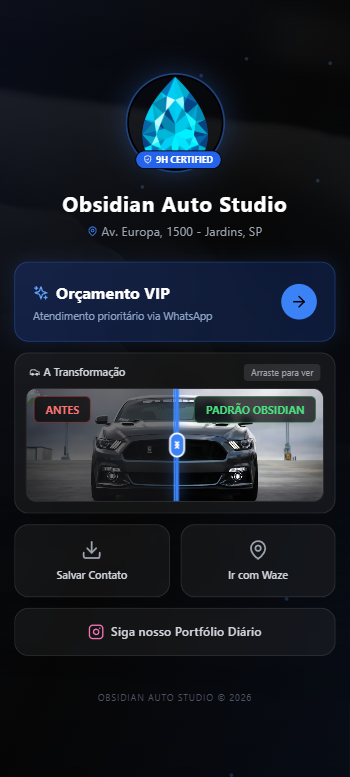 9H CERTIFIED
Obsidian Auto Studio
Av. Europa, 1500 - Jardins, SP
Orçamento VIP
Atendimento prioritário via WhatsApp
A Transformação
Arraste para ver
ANTES
PADRÃO OBSIDIAN
Salvar Contato
Ir com Waze
Siga nosso Portfólio Diário
OBSIDIAN AUTO STUDIO © 2026